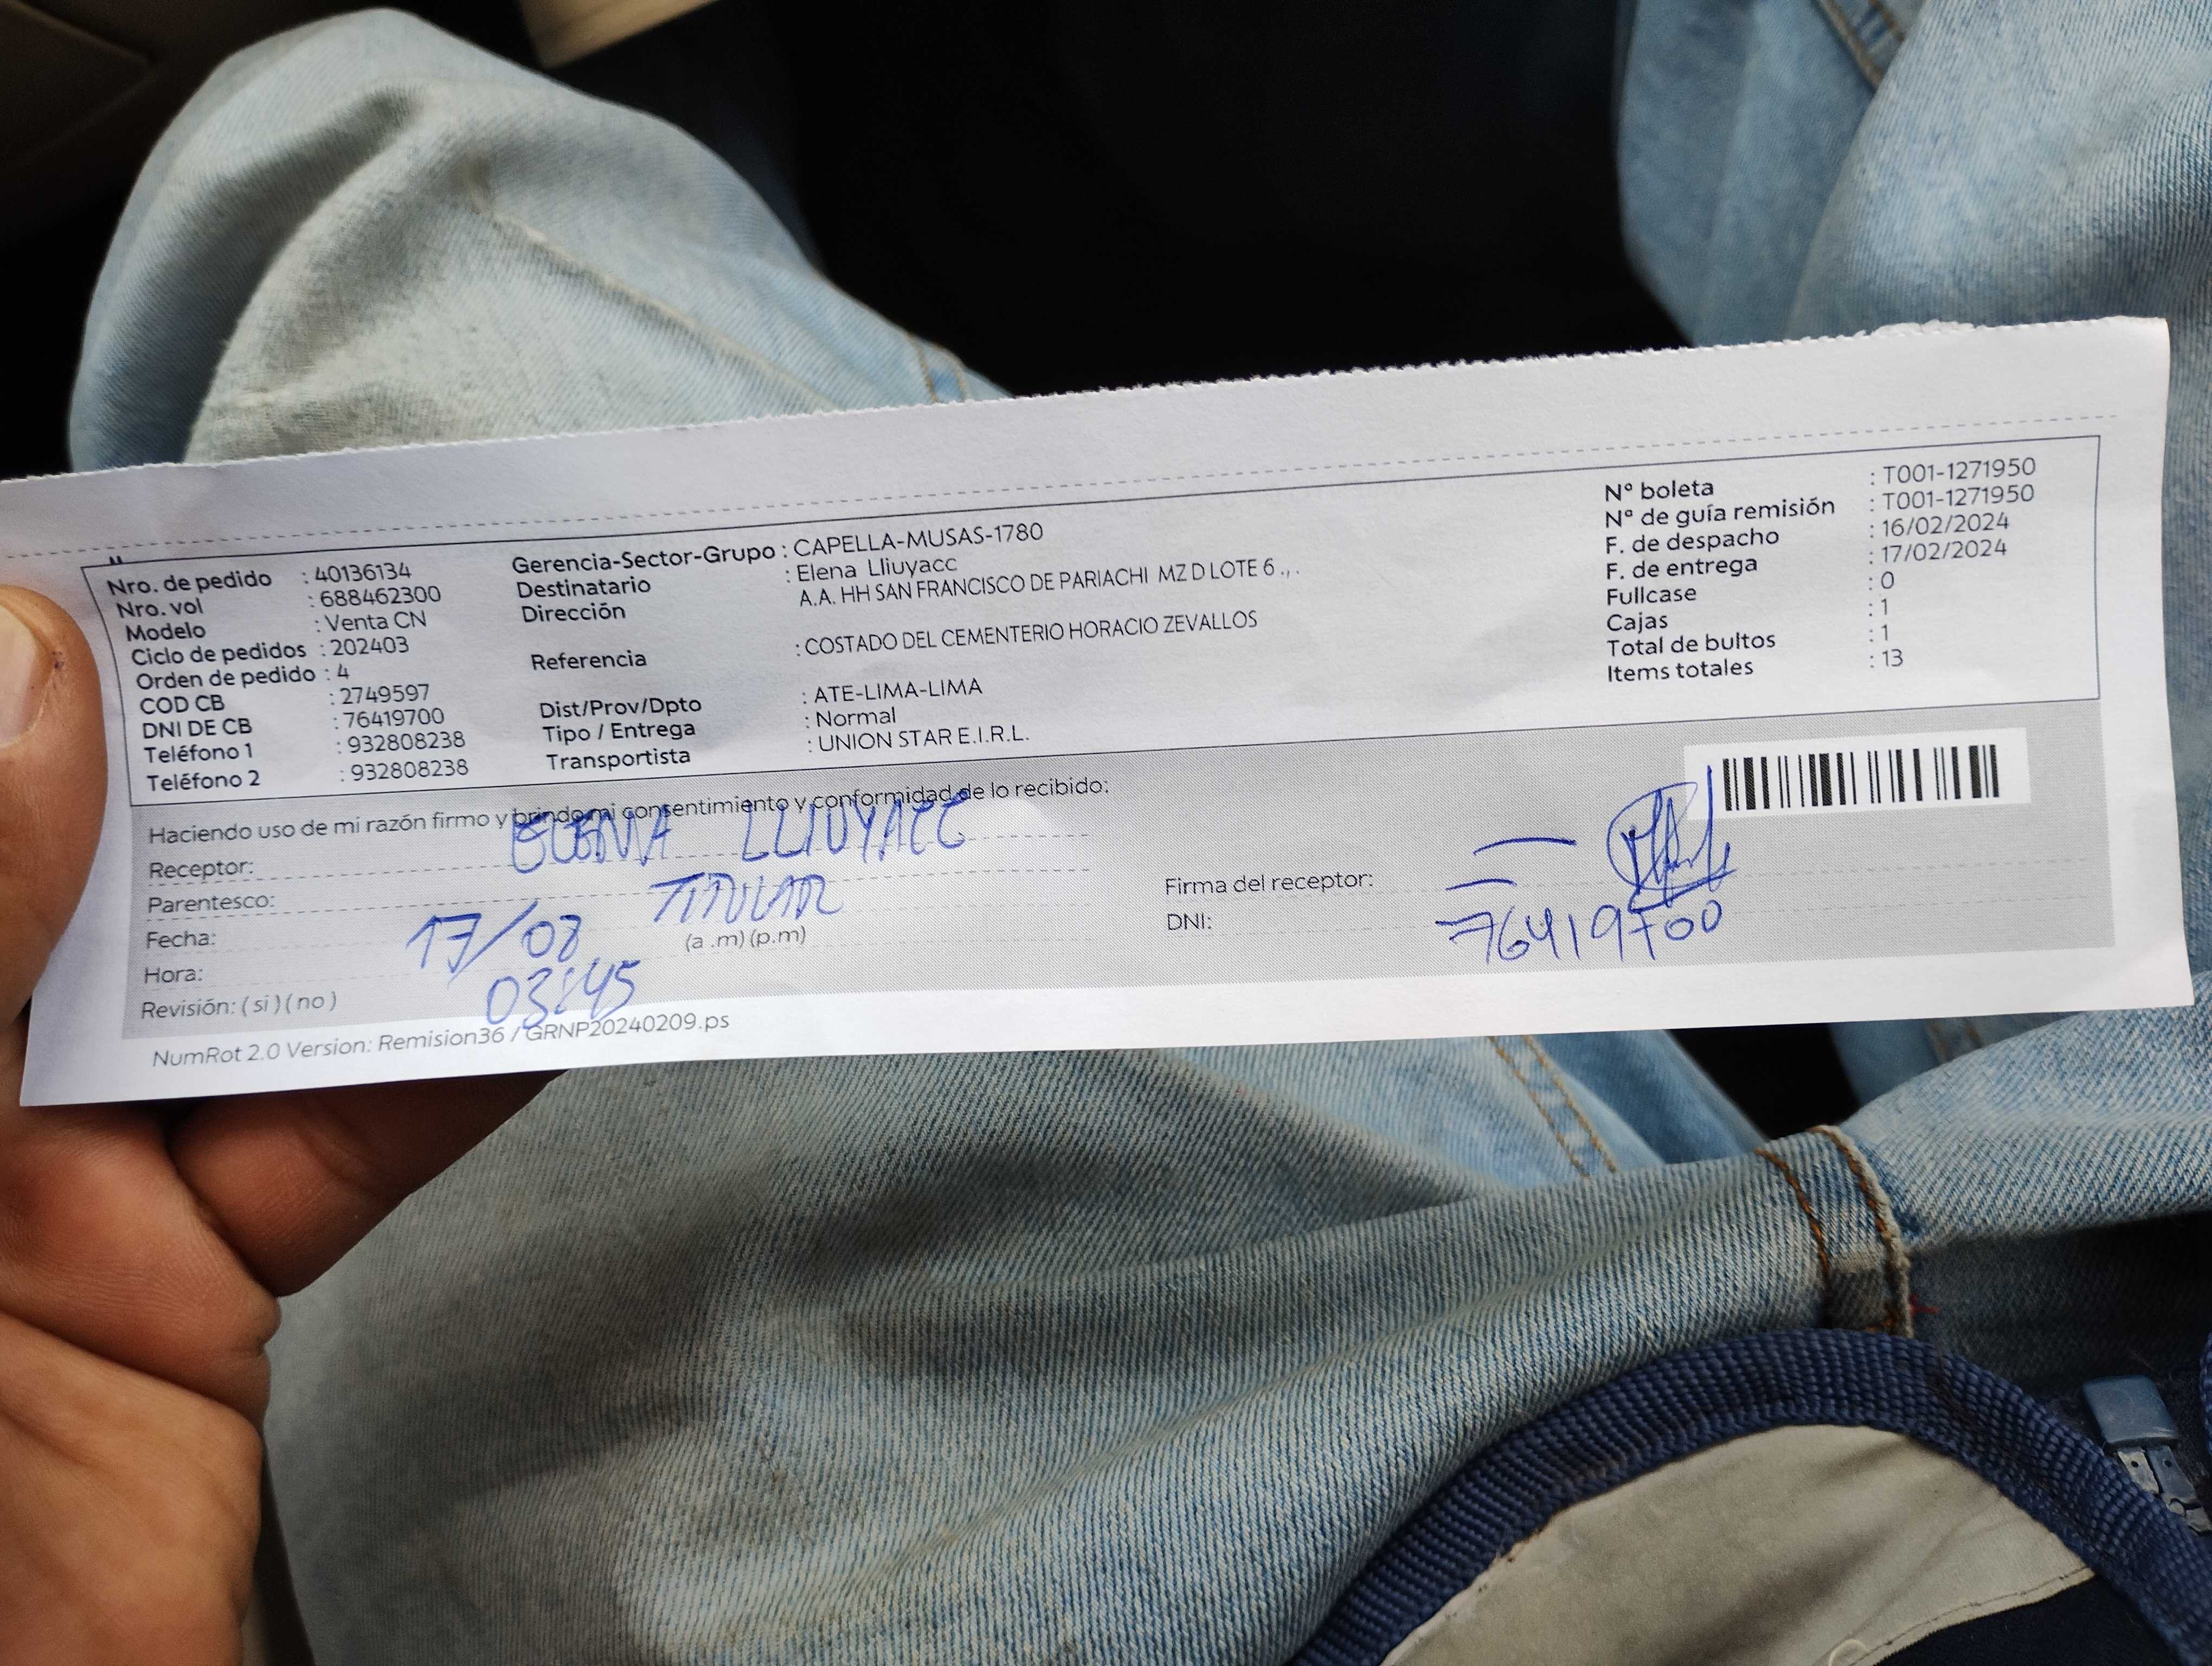 Nro. de pedido : 40136134
Nro. vol : 688462300
Modelo : Venta CN
Ciclo de pedidos : 202403
Orden de pedido : 4
COD CB : 2749597
DNI DE CB : 76419700
Teléfono 1 : 932808238
Teléfono 2 : 932808238
Gerencia-Sector-Grupo : CAPELLA-MUSAS-1780
Destinatario : Elena Lliuyacc
Dirección A.A. HH SAN FRANCISCO DE PARIACHI MZ D LOTE 6 .,.
Referencia : COSTADO DEL CEMENTERIO HORACIO ZEVALLOS
Dist/Prov/Dpto : ATE-LIMA-LIMA
Tipo / Entrega : Normal
Transportista : UNION STAR E.I.R.L.
N° boleta : T001-1271950
N° de guía remisión : T001-1271950
F. de despacho : 16/02/2024
F. de entrega : 17/02/2024
Fullcase : 0
Cajas : 1
Total de bultos : 1
Items totales : 13
Haciendo uso de mi razón firmo y brindo mi consentimiento y conformidad de lo recibido:
Receptor: ELENA LLIUYACC
Parentesco: TITULAR
Fecha: 17/02
Hora: 03:45 (a .m) (p.m)
Revisión: ( si ) ( no )
Firma del receptor:
DNI: 76419700
NumRot 2.0 Version: Remision36 / GRNP20240209.ps